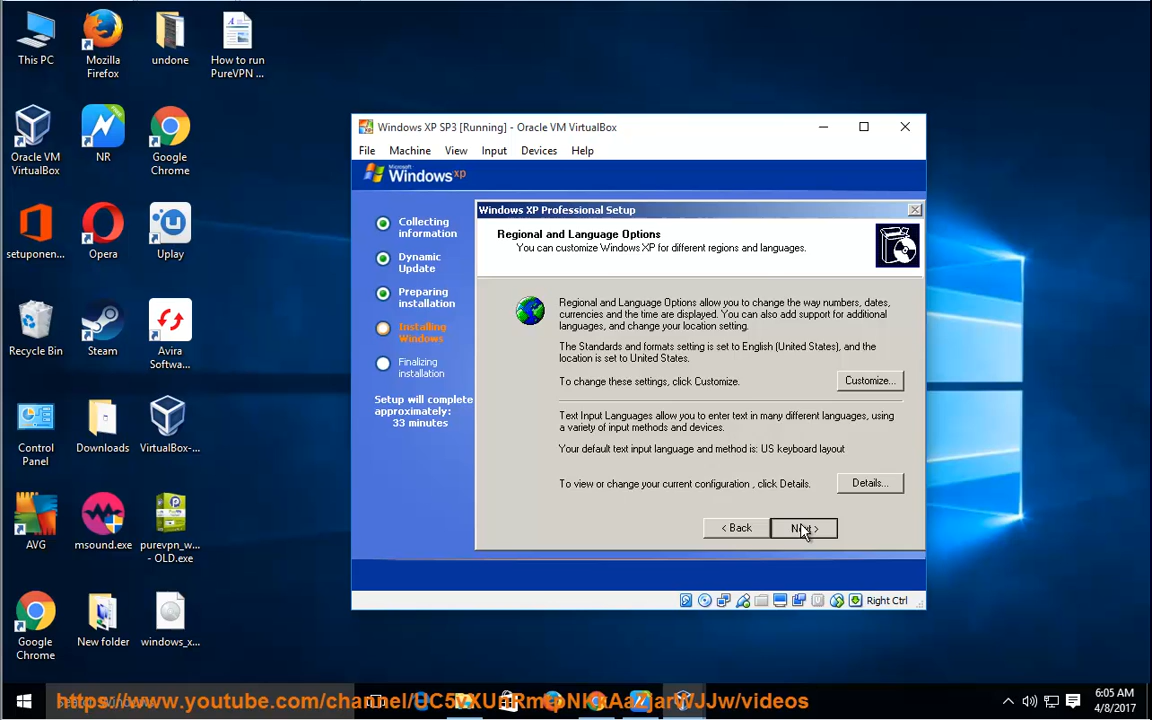 This PC
Mozilla
Firefox
undone
How to run
PureVPN ...
Oracle VM
VirtualBox
NR
Google
Chrome
setuponen...
Opera
Uplay
Recycle Bin
Steam
Avira
Softwa...
Control
Panel
Downloads
VirtualBox-...
AVG
msound.exe
purevpn_w...
- OLD.exe
Google
Chrome
New folder
windows_x...
Windows XP SP3 [Running] - Oracle VM VirtualBox
File Machine View Input Devices Help
Microsoft
Windows xp
Collecting
information
Dynamic
Update
Preparing
installation
Installing
Windows
Finalizing
installation
Setup will complete
approximately:
33 minutes
Windows XP Professional Setup
Regional and Language Options
You can customize Windows XP for different regions and languages.
Regional and Language Options allow you to change the way numbers, dates,
currencies and the time are displayed. You can also add support for additional
languages, and change your location setting.
The Standards and formats setting is set to English (United States), and the
location is set to United States.
To change these settings, click Customize.
Customize...
Text Input Languages allow you to enter text in many different languages, using
a variety of input methods and devices.
Your default text input language and method is: US keyboard layout
To view or change your current configuration , click Details.
Details...
< Back
Next >
Right Ctrl
6:05 AM
4/8/2017